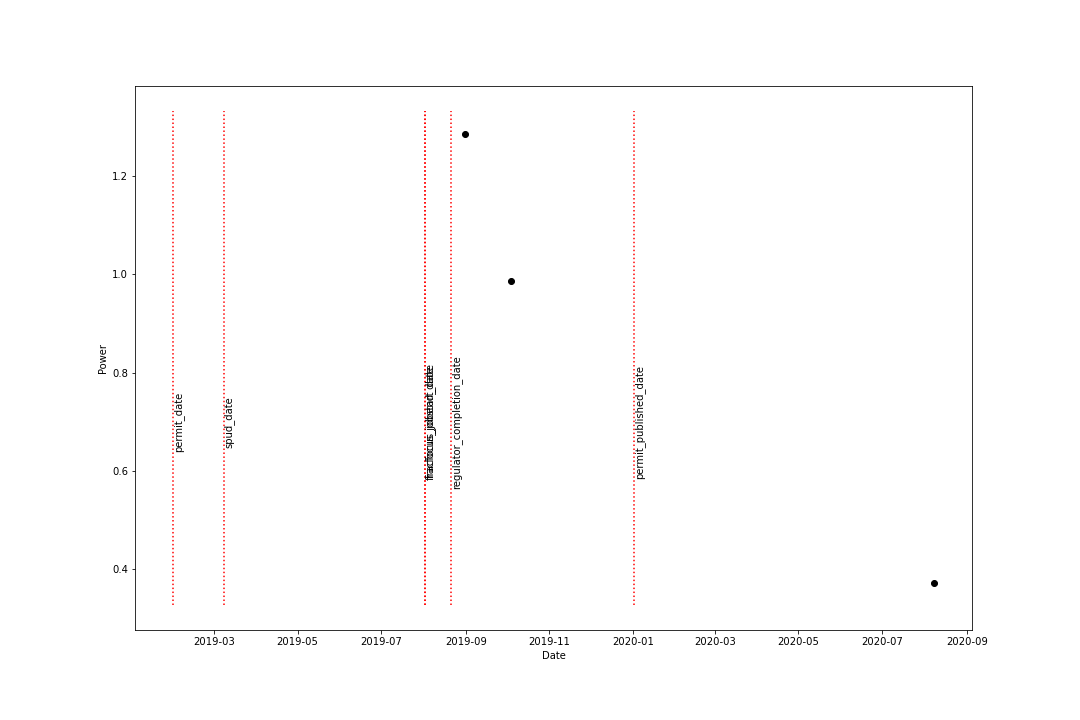 1.2
1.0
0.8
0.6
0.4
Power
permit_date
spud_date
regulator_completion_date
permit_published_date
2019-03
2019-05
2019-07
2019-09
2019-11
2020-01
2020-03
2020-05
2020-07
2020-09
Date